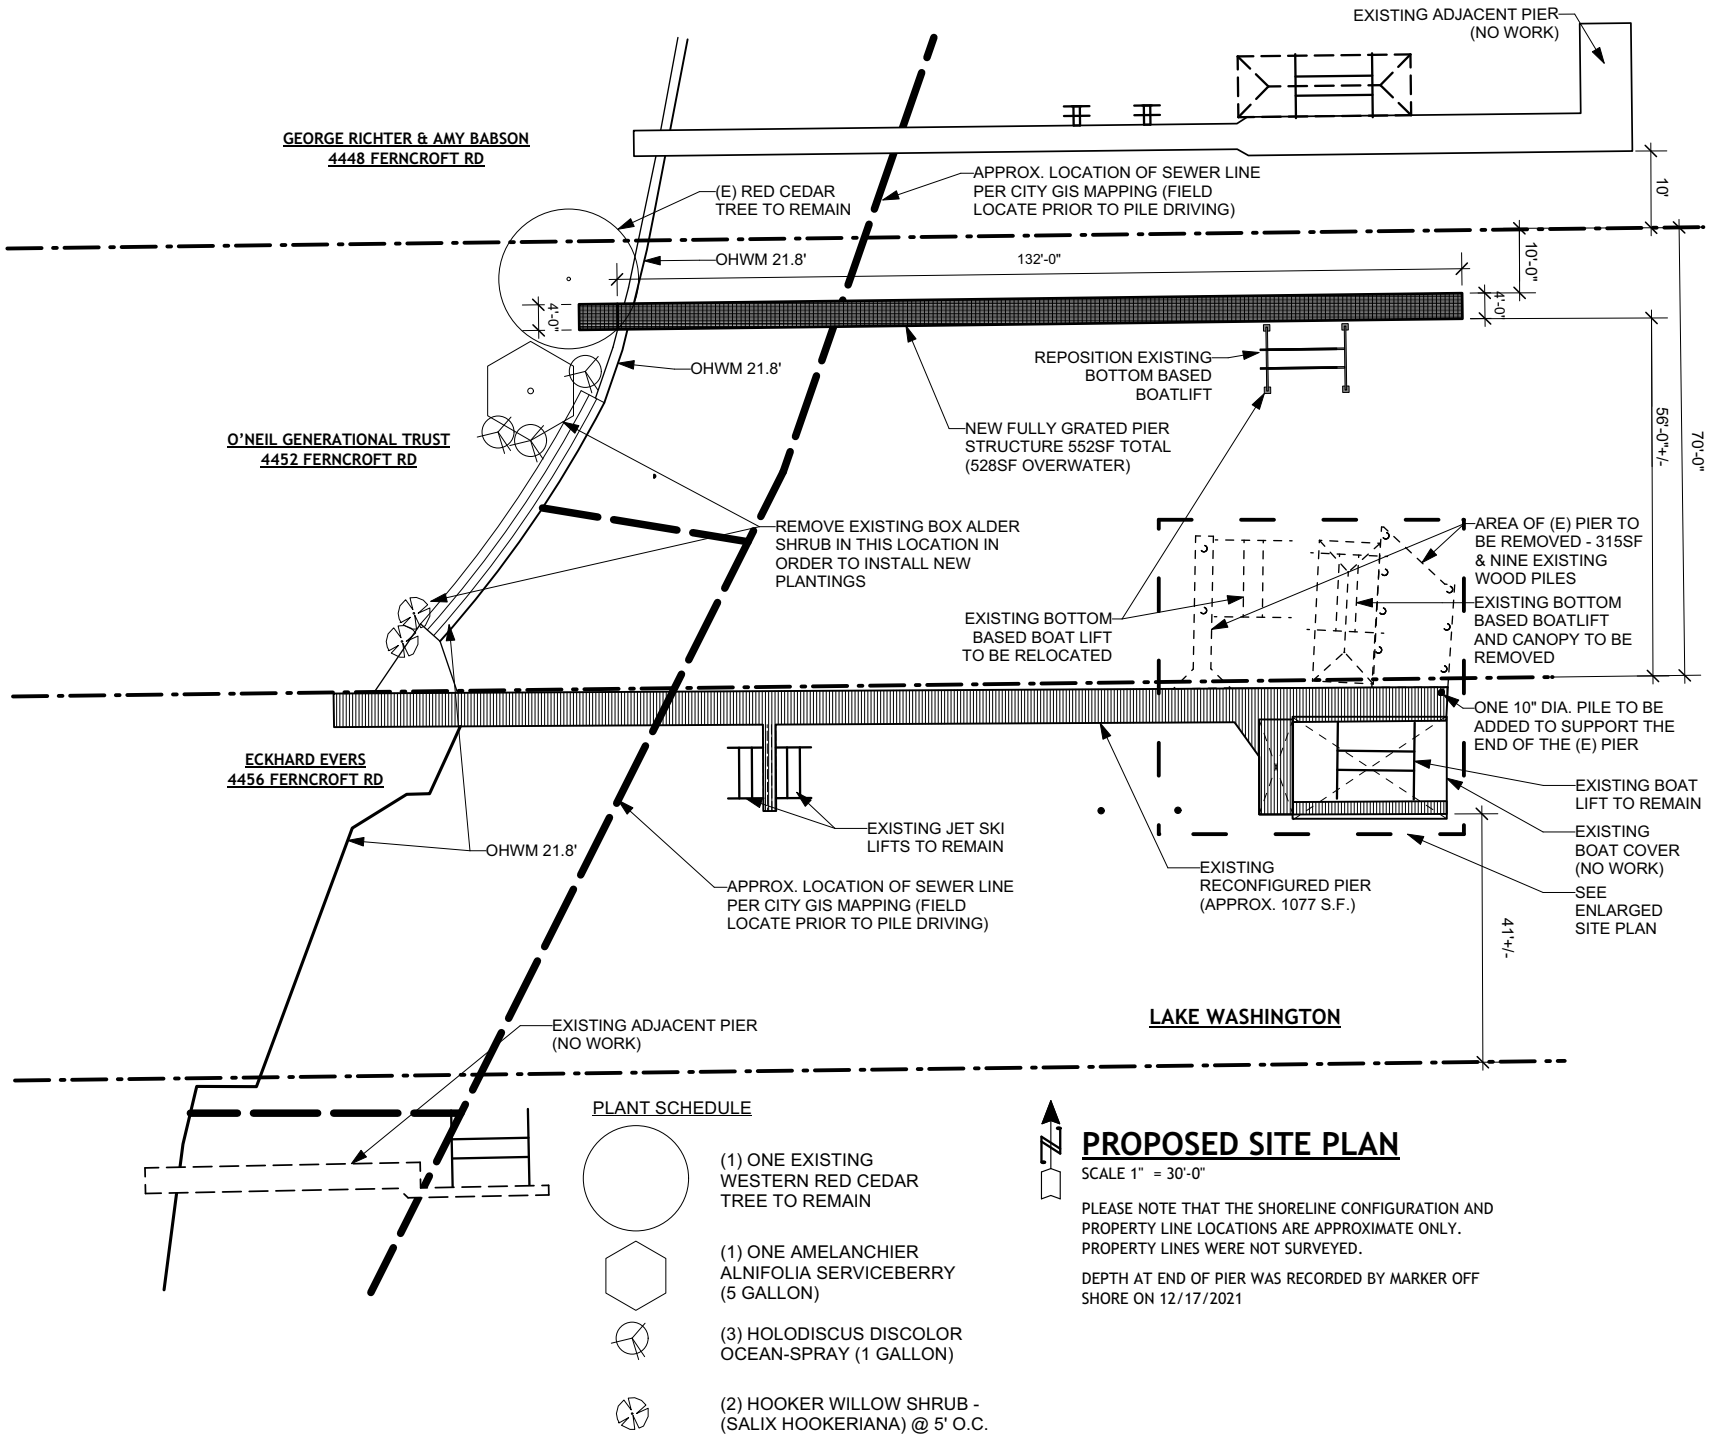 EXISTING ADJACENT PIER
(NO WORK)
GEORGE RICHTER & AMY BABSON
4448 FERNCROFT RD
(E) RED CEDAR
TREE TO REMAIN
APPROX. LOCATION OF SEWER LINE
PER CITY GIS MAPPING (FIELD
LOCATE PRIOR TO PILE DRIVING)
10'
OHWM 21.8'
132'-0"
10'-0"
4'-0"
4'-0"
OHWM 21.8'
REPOSITION EXISTING
BOTTOM BASED
BOATLIFT
NEW FULLY GRATED PIER
STRUCTURE 552SF TOTAL
(528SF OVERWATER)
56'-0"+/-
70'-0"
O'NEIL GENERATIONAL TRUST
4452 FERNCROFT RD
REMOVE EXISTING BOX ALDER
SHRUB IN THIS LOCATION IN
ORDER TO INSTALL NEW
PLANTINGS
AREA OF (E) PIER TO
BE REMOVED - 315SF
& NINE EXISTING
WOOD PILES
EXISTING BOTTOM
BASED BOAT LIFT
TO BE RELOCATED
EXISTING BOTTOM
BASED BOATLIFT
AND CANOPY TO BE
REMOVED
ONE 10" DIA. PILE TO BE
ADDED TO SUPPORT THE
END OF THE (E) PIER
ECKHARD EVERS
4456 FERNCROFT RD
EXISTING BOAT
LIFT TO REMAIN
EXISTING JET SKI
LIFTS TO REMAIN
EXISTING
BOAT COVER
(NO WORK)
OHWM 21.8'
APPROX. LOCATION OF SEWER LINE
PER CITY GIS MAPPING (FIELD
LOCATE PRIOR TO PILE DRIVING)
EXISTING
RECONFIGURED PIER
(APPROX. 1077 S.F.)
SEE
ENLARGED
SITE PLAN
41'+/-
LAKE WASHINGTON
EXISTING ADJACENT PIER
(NO WORK)
PLANT SCHEDULE
(1) ONE EXISTING
WESTERN RED CEDAR
TREE TO REMAIN
(1) ONE AMELANCHIER
ALNIFOLIA SERVICEBERRY
(5 GALLON)
(3) HOLODISCUS DISCOLOR
OCEAN-SPRAY (1 GALLON)
(2) HOOKER WILLOW SHRUB -
(SALIX HOOKERIANA) @ 5' O.C.
N
PROPOSED SITE PLAN
SCALE 1" = 30'-0"
PLEASE NOTE THAT THE SHORELINE CONFIGURATION AND
PROPERTY LINE LOCATIONS ARE APPROXIMATE ONLY.
PROPERTY LINES WERE NOT SURVEYED.
DEPTH AT END OF PIER WAS RECORDED BY MARKER OFF
SHORE ON 12/17/2021